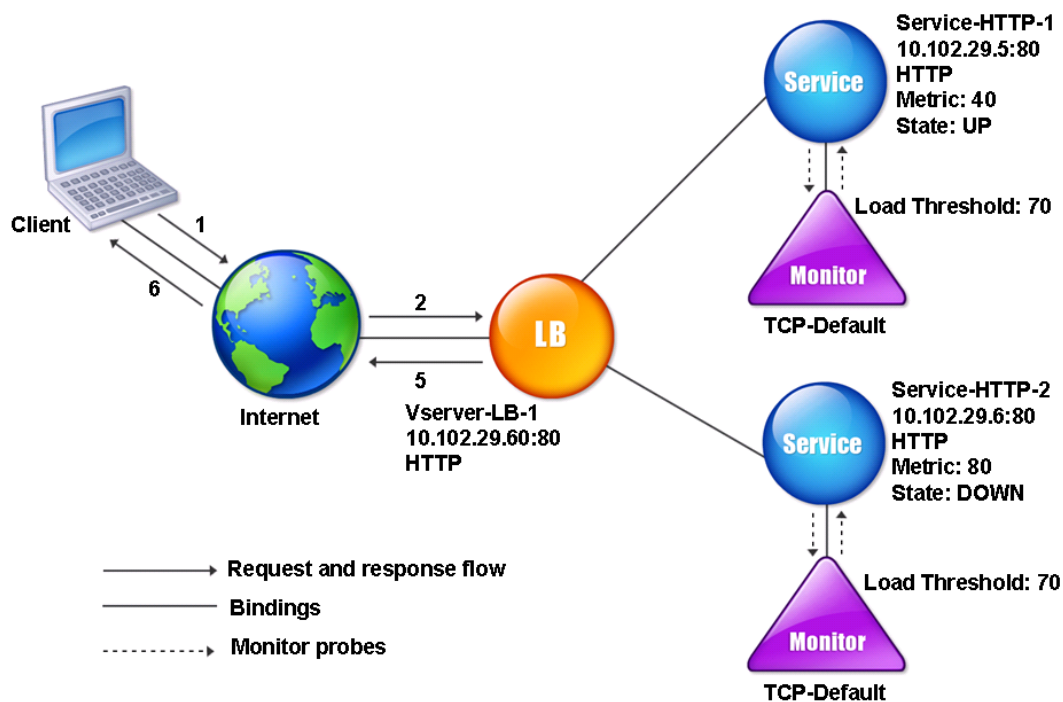 Service-HTTP-1
10.102.29.5:80
HTTP
Metric: 40
State: UP
Service
Load Threshold: 70
Monitor
TCP-Default
Client
1
6
Internet
2
5
LB
Vserver-LB-1
10.102.29.60:80
HTTP
Service-HTTP-2
10.102.29.6:80
HTTP
Metric: 80
State: DOWN
Service
Load Threshold: 70
Monitor
TCP-Default
Request and response flow
Bindings
Monitor probes